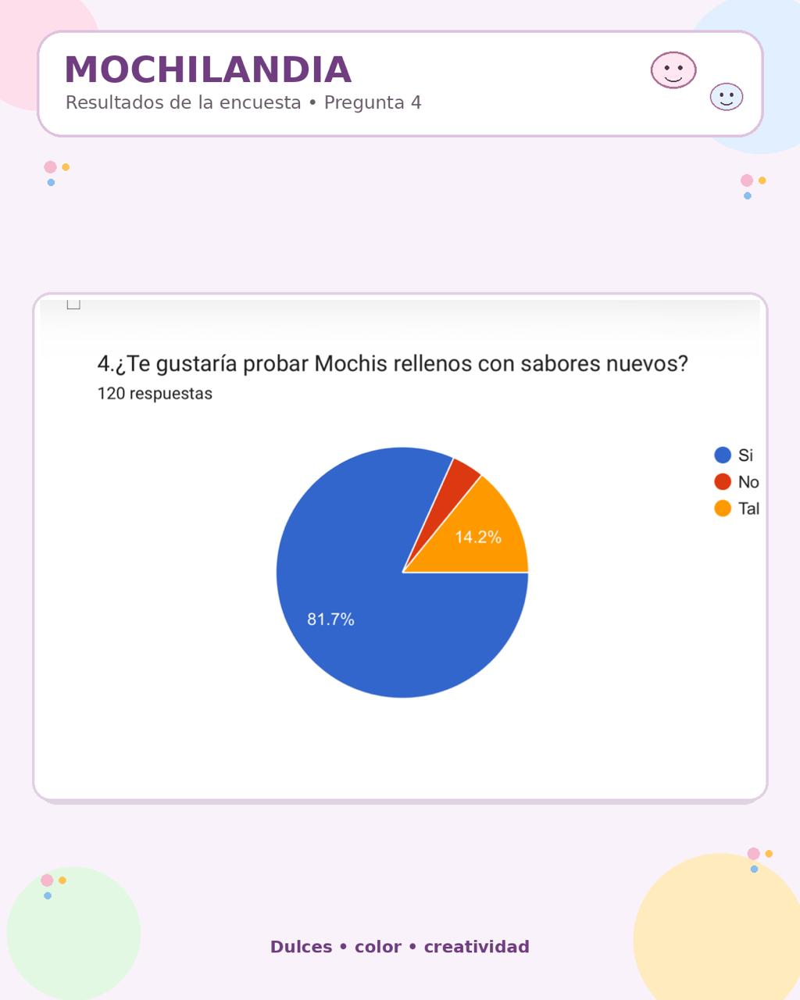 MOCHILANDIA
Resultados de la encuesta • Pregunta 4
4.¿Te gustaría probar Mochis rellenos con sabores nuevos?
120 respuestas
Si
No
Tal
14.2%
81.7%
Dulces • color • creatividad